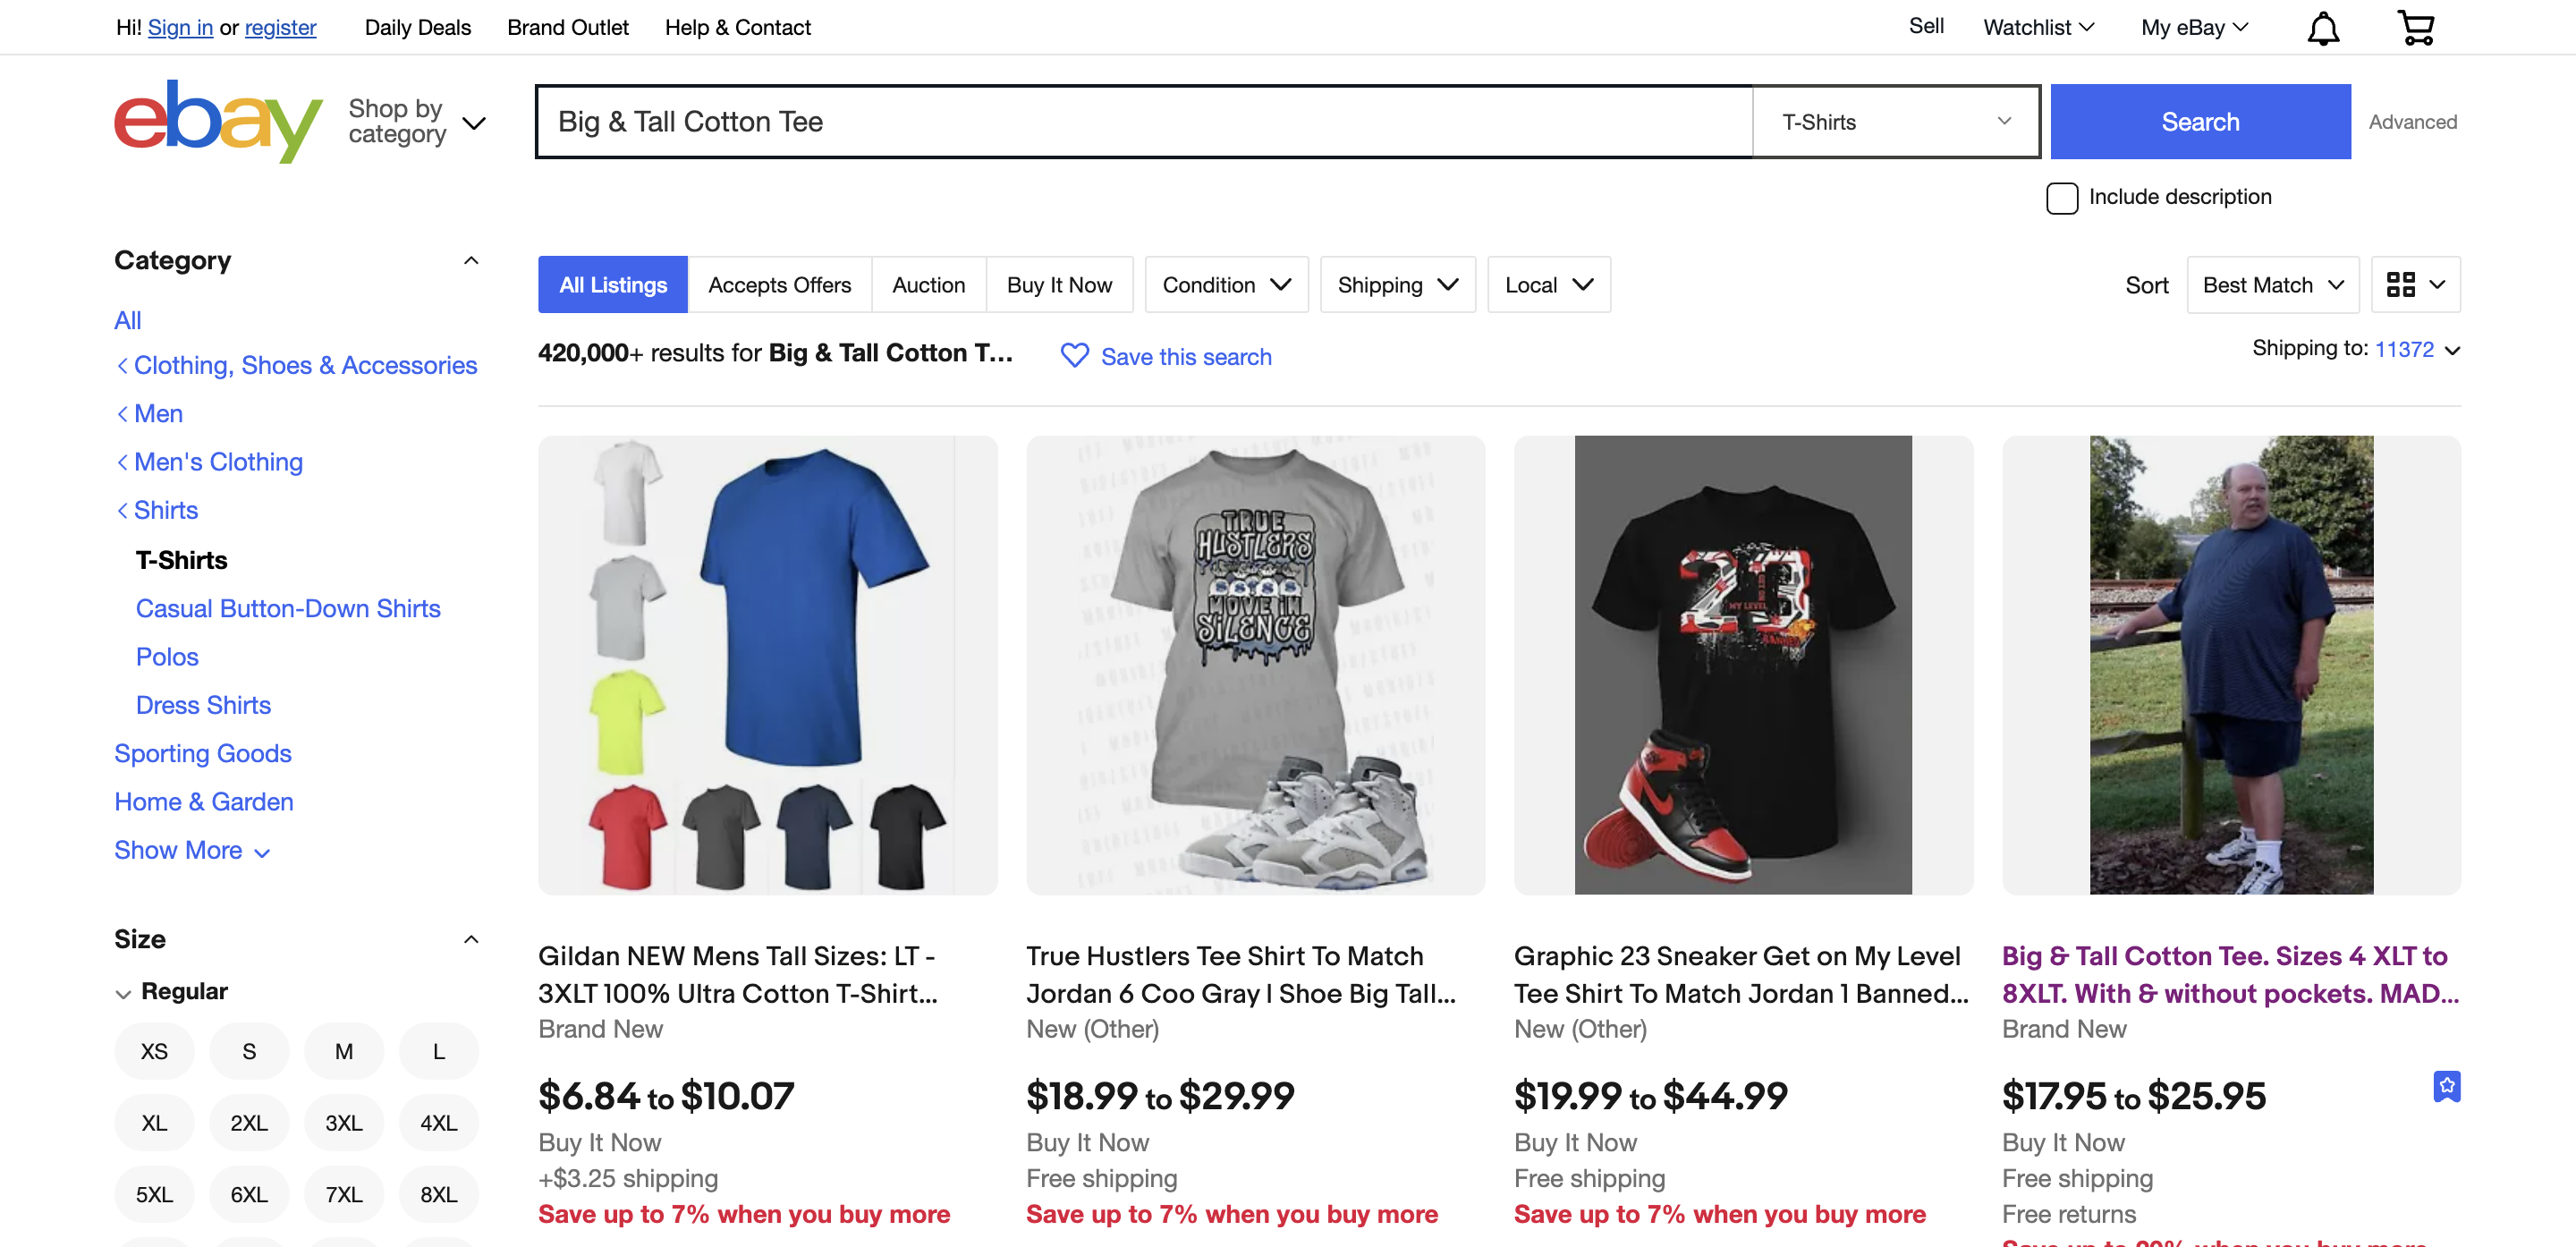 Hi! Sign in or register
Daily Deals
Brand Outlet
Help & Contact
Sell
Watchlist
My eBay
ebay
Shop by
category
Big & Tall Cotton Tee
T-Shirts
Search
Advanced
Include description
Category
All
Clothing, Shoes & Accessories
Men
Men's Clothing
Shirts
T-Shirts
Casual Button-Down Shirts
Polos
Dress Shirts
Sporting Goods
Home & Garden
Show More
Size
Regular
XS
S
M
L
XL
2XL
3XL
4XL
5XL
6XL
7XL
8XL
All Listings
Accepts Offers
Auction
Buy It Now
Condition
Shipping
Local
Sort
Best Match
420,000+ results for Big & Tall Cotton T...
Save this search
Shipping to: 11372
TRUE
HUSTLERS
MOVE IN
SILENCE
23
MY LEVEL
Gildan NEW Mens Tall Sizes: LT -
3XLT 100% Ultra Cotton T-Shirt...
Brand New
$6.84 to $10.07
Buy It Now
+$3.25 shipping
Save up to 7% when you buy more
True Hustlers Tee Shirt To Match
Jordan 6 Coo Gray l Shoe Big Tall...
New (Other)
$18.99 to $29.99
Buy It Now
Free shipping
Save up to 7% when you buy more
Graphic 23 Sneaker Get on My Level
Tee Shirt To Match Jordan 1 Banned...
New (Other)
$19.99 to $44.99
Buy It Now
Free shipping
Save up to 7% when you buy more
Big & Tall Cotton Tee. Sizes 4 XLT to
8XLT. With & without pockets. MAD...
Brand New
$17.95 to $25.95
Buy It Now
Free shipping
Free returns